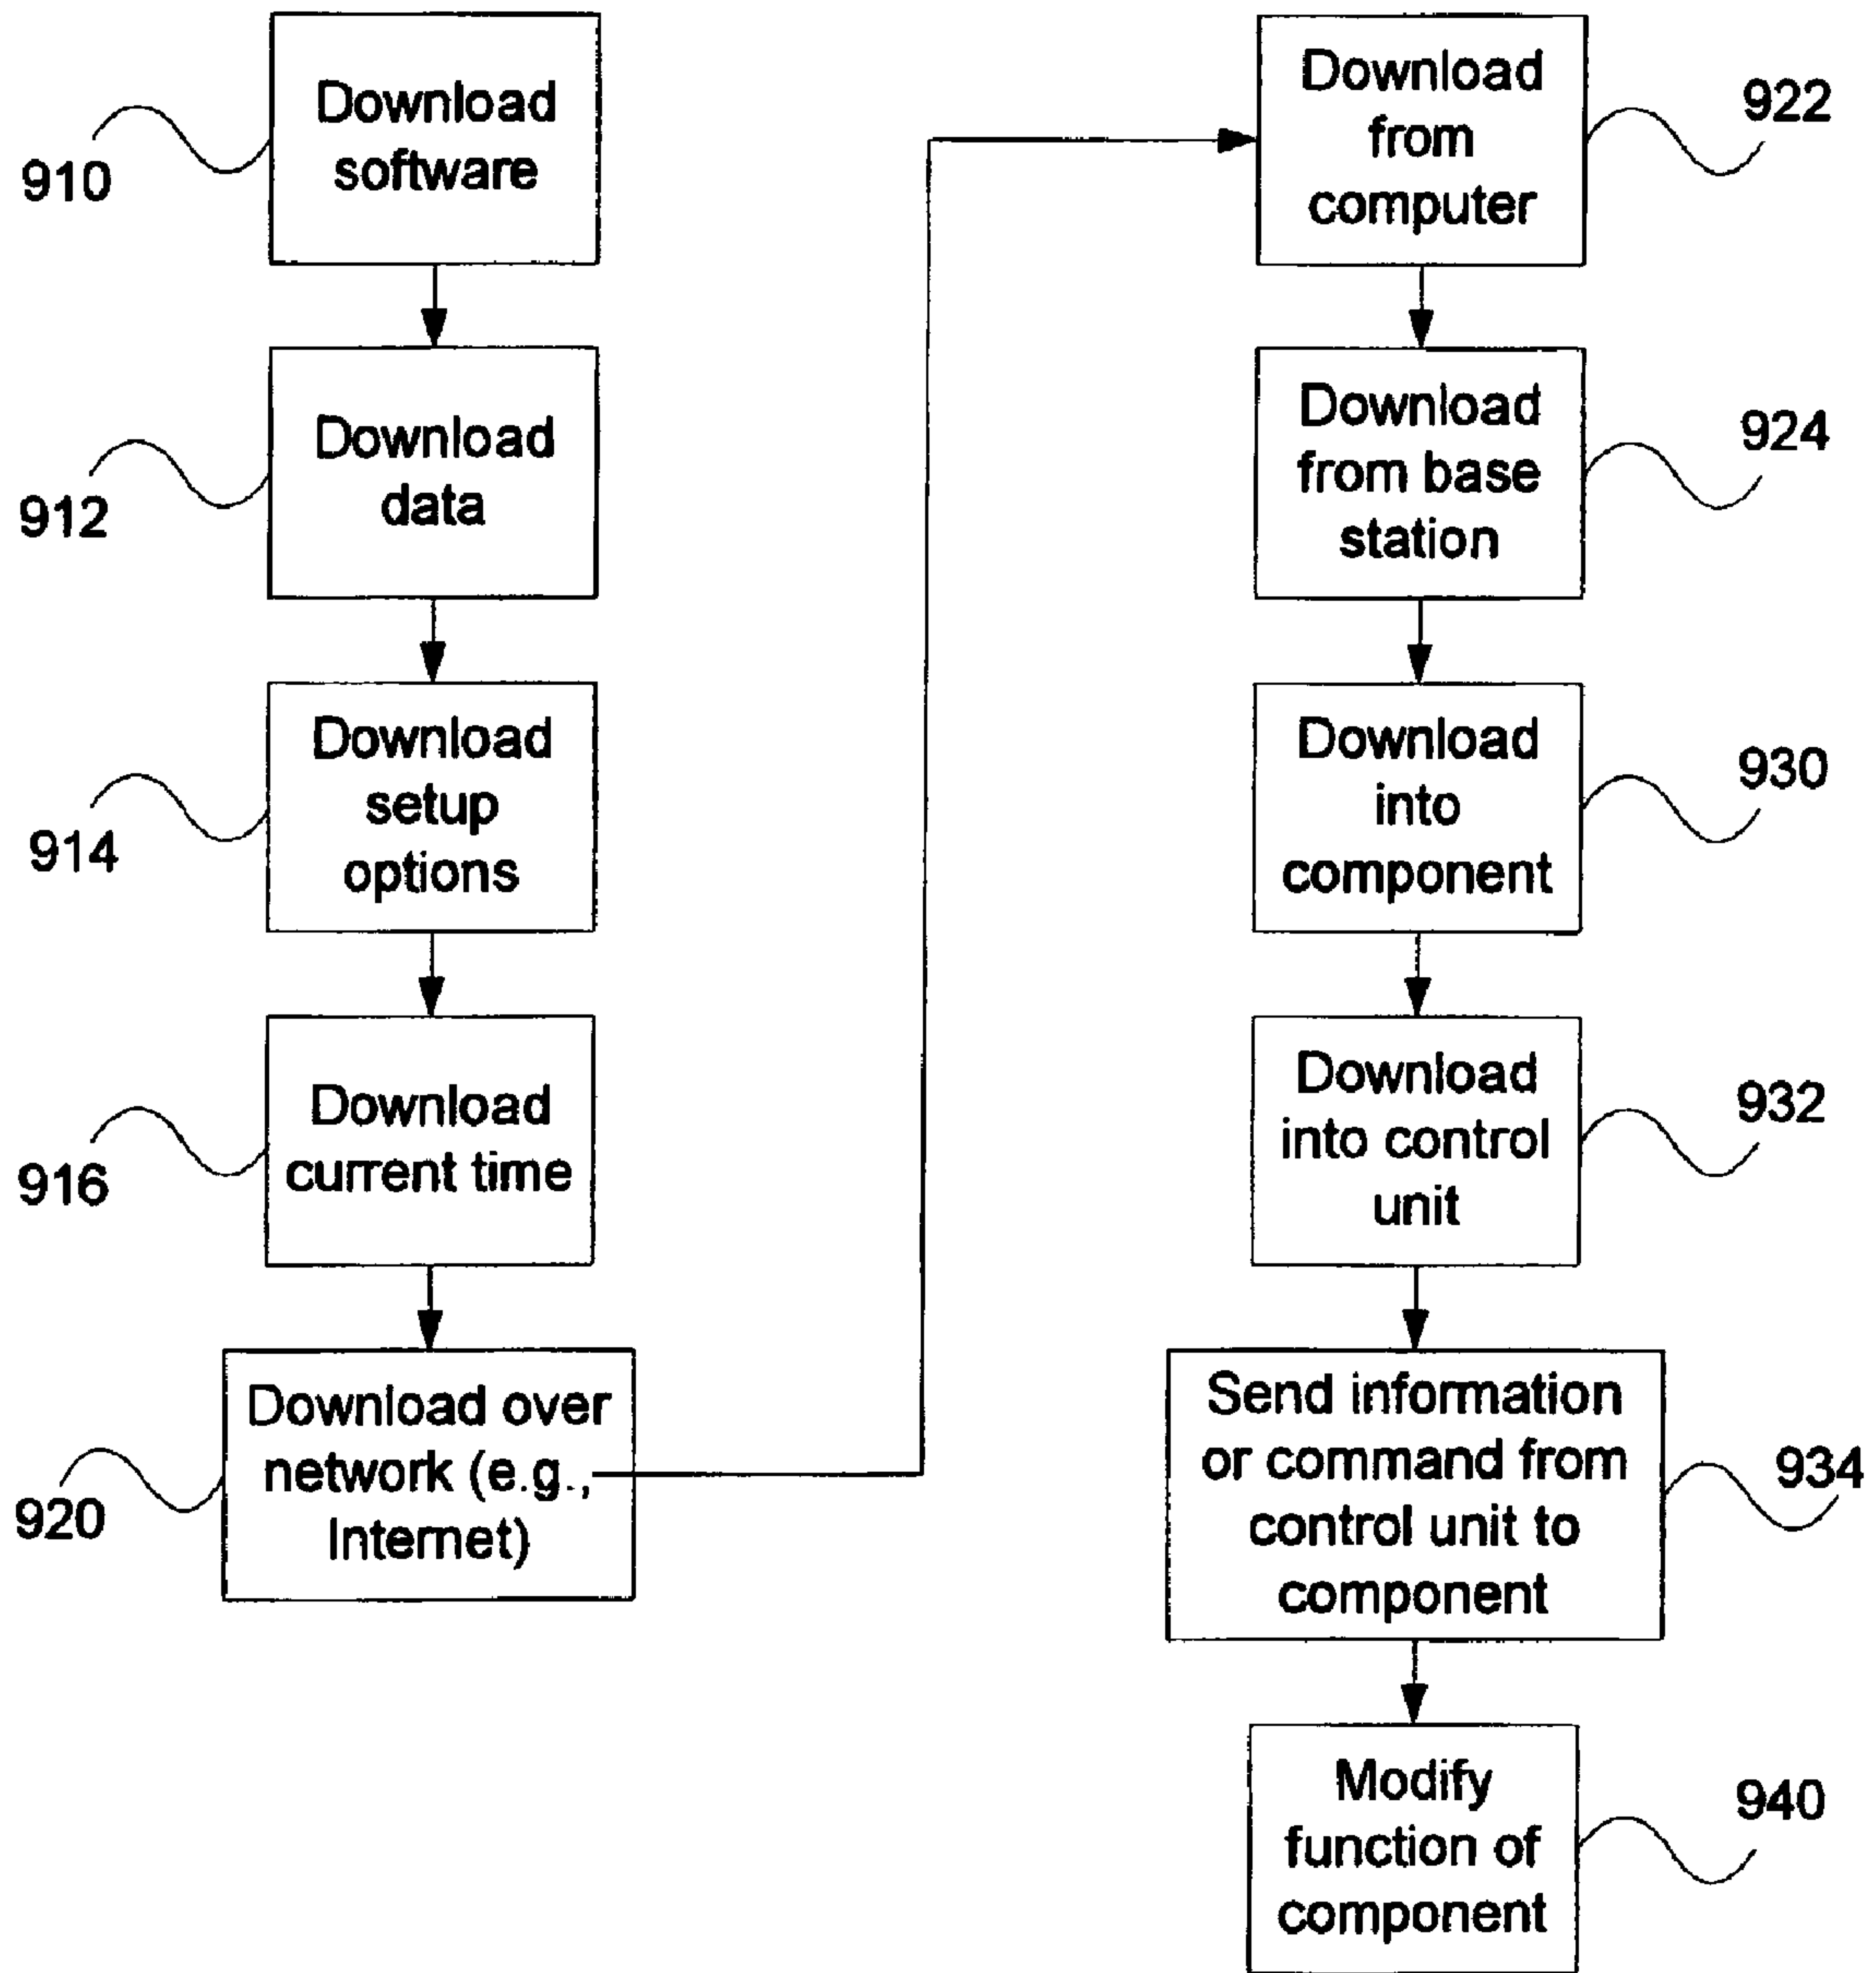 Download
software
910
Download
data
912
Download
setup
options
914
Download
current time
916
Download over
network (e.g.,
Internet)
920
Download
from
computer
922
Download
from base
station
924
Download
into
component
930
Download
into control
unit
932
Send information
or command from
control unit to
component
934
Modify
function of
component
940